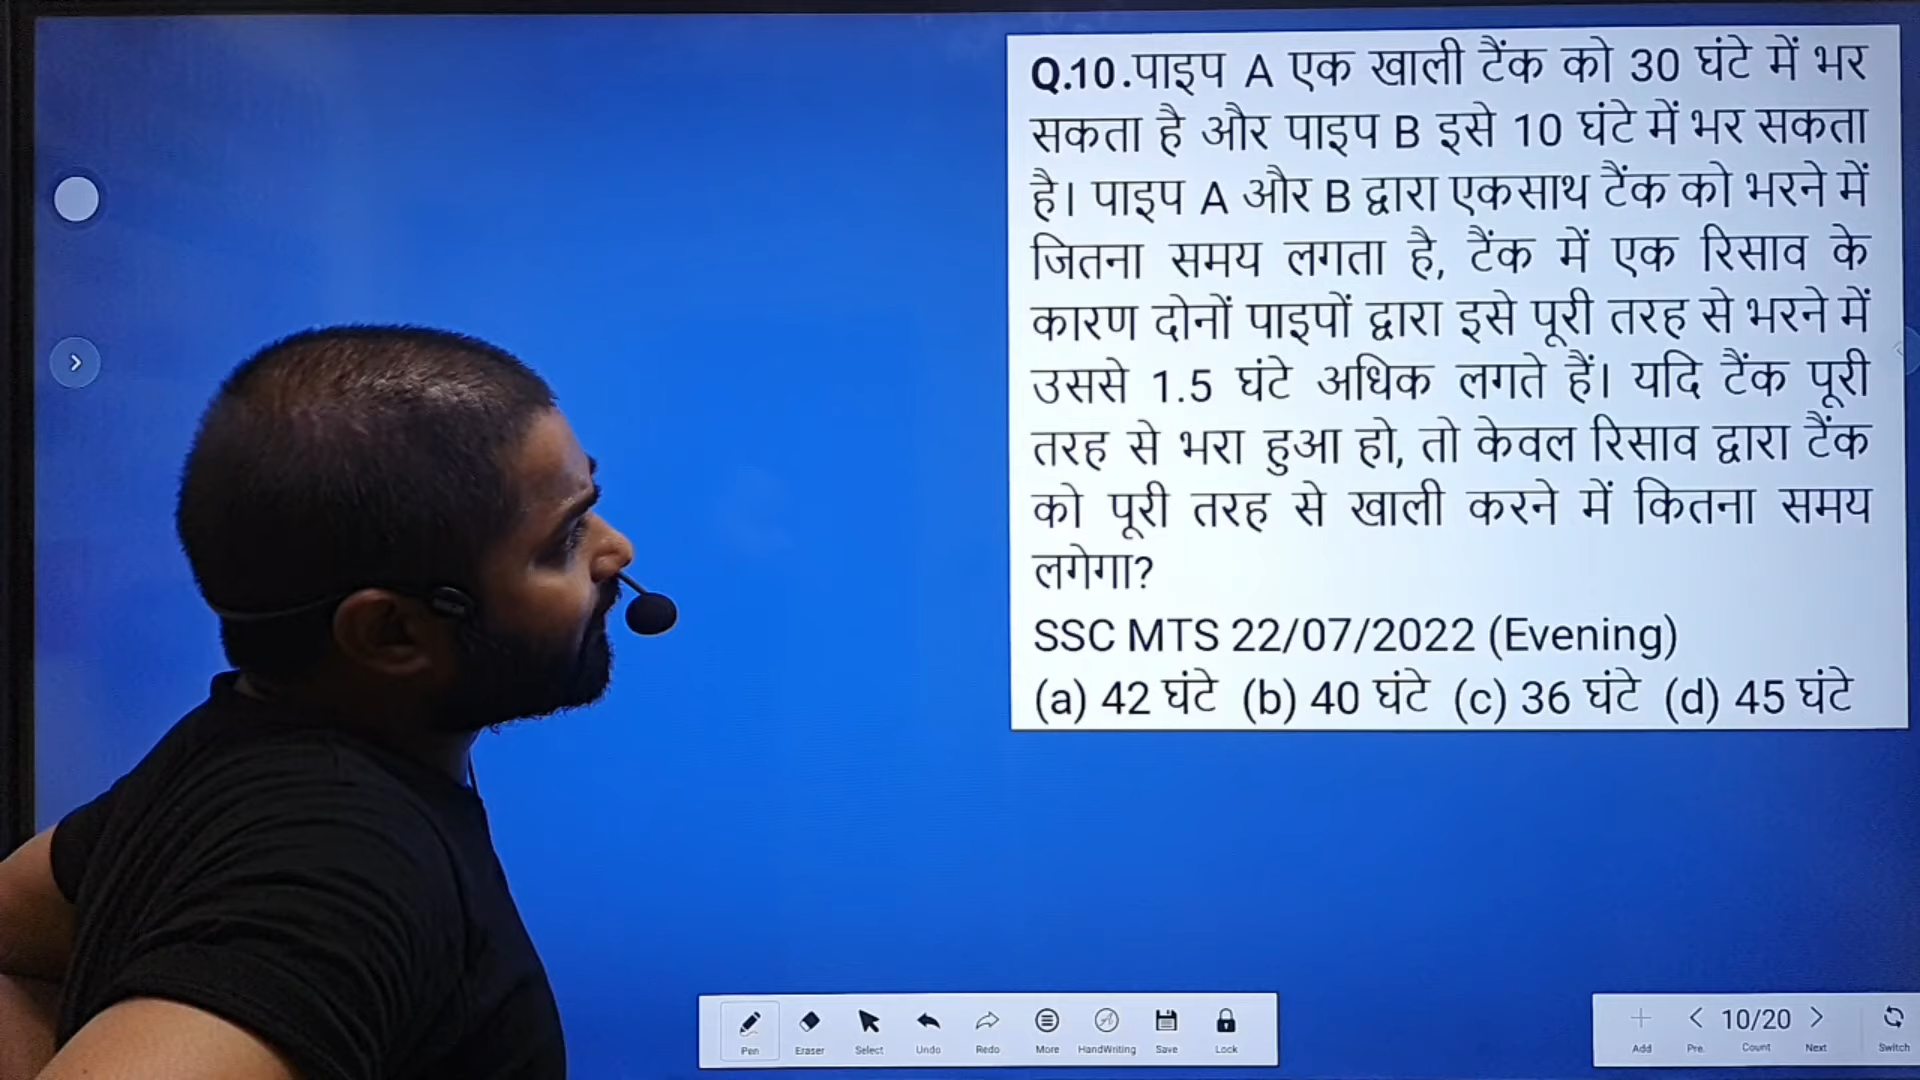 Q.10.पाइप A एक खाली टैंक को 30 घंटे में भर
सकता है और पाइप B इसे 10 घंटे में भर सकता
है। पाइप A और B द्वारा एकसाथ टैंक को भरने में
जितना समय लगता है, टैंक में एक रिसाव के
कारण दोनों पाइपों द्वारा इसे पूरी तरह से भरने में
उससे 1.5 घंटे अधिक लगते हैं। यदि टैंक पूरी
तरह से भरा हुआ हो, तो केवल रिसाव द्वारा टैंक
को पूरी तरह से खाली करने में कितना समय
लगेगा?
SSC MTS 22/07/2022 (Evening)
(a) 42 घंटे (b) 40 घंटे (c) 36 घंटे (d) 45 घंटे
10/20
Pen Eraser Select Undo Redo More HandWriting Save Lock
Add Pre. Count Next Switch